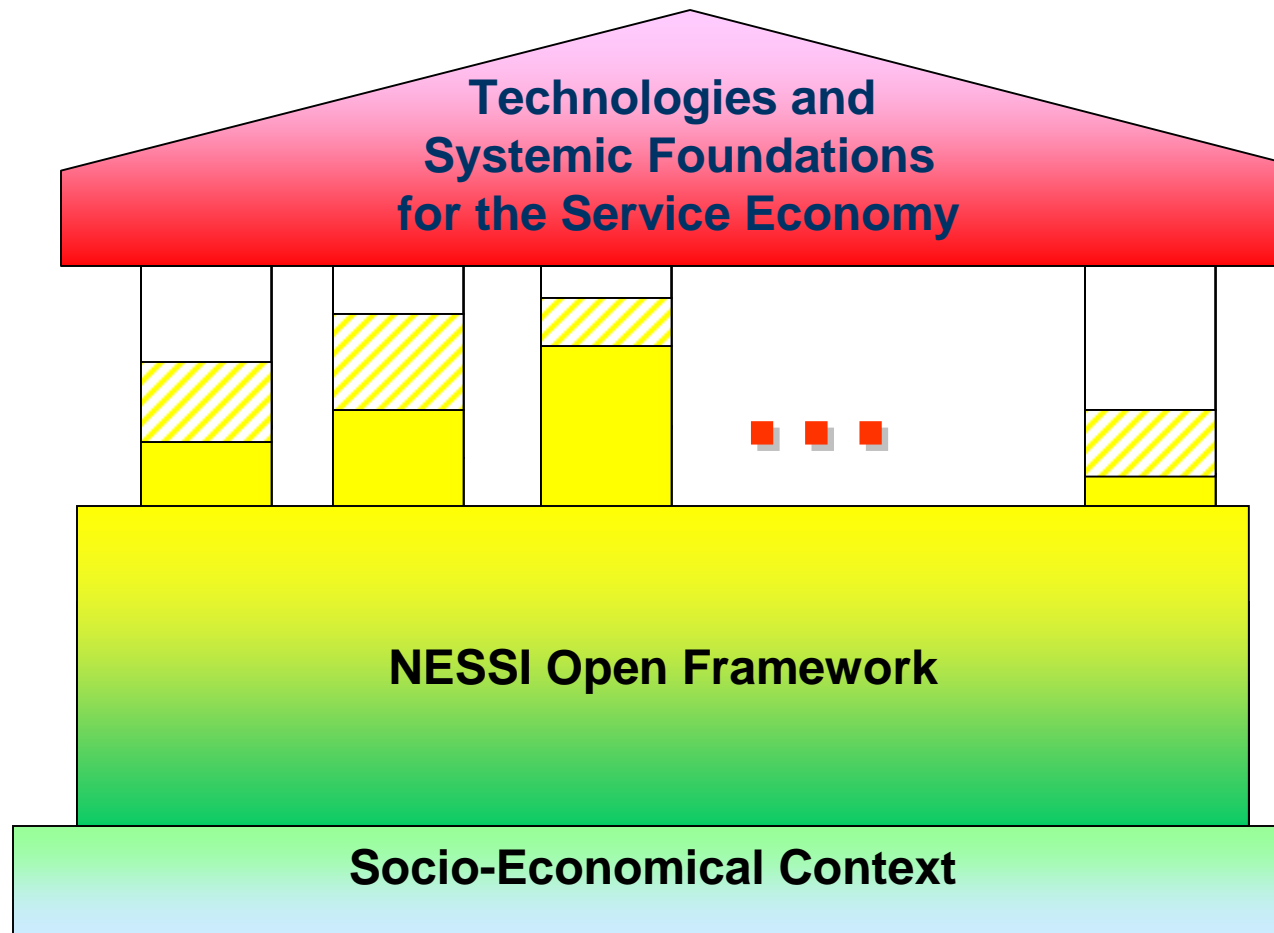 Technologies and
Systemic Foundations
for the Service Economy
NESSI Open Framework
Socio-Economical Context